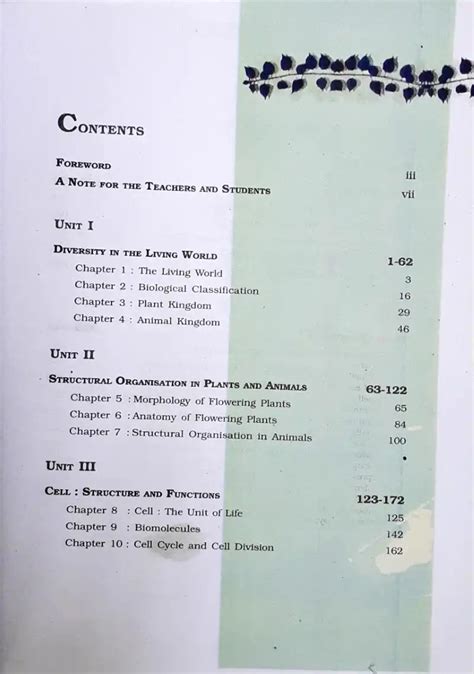 CONTENTS
FOREWORD iii
A NOTE FOR THE TEACHERS AND STUDENTS vii
UNIT I
DIVERSITY IN THE LIVING WORLD 1-62
Chapter 1 : The Living World 3
Chapter 2 : Biological Classification 16
Chapter 3 : Plant Kingdom 29
Chapter 4 : Animal Kingdom 46
UNIT II
STRUCTURAL ORGANISATION IN PLANTS AND ANIMALS 63-122
Chapter 5 : Morphology of Flowering Plants 65
Chapter 6 : Anatomy of Flowering Plants 84
Chapter 7 : Structural Organisation in Animals 100
UNIT III
CELL : STRUCTURE AND FUNCTIONS 123-172
Chapter 8 : Cell : The Unit of Life 125
Chapter 9 : Biomolecules 142
Chapter 10 : Cell Cycle and Cell Division 162